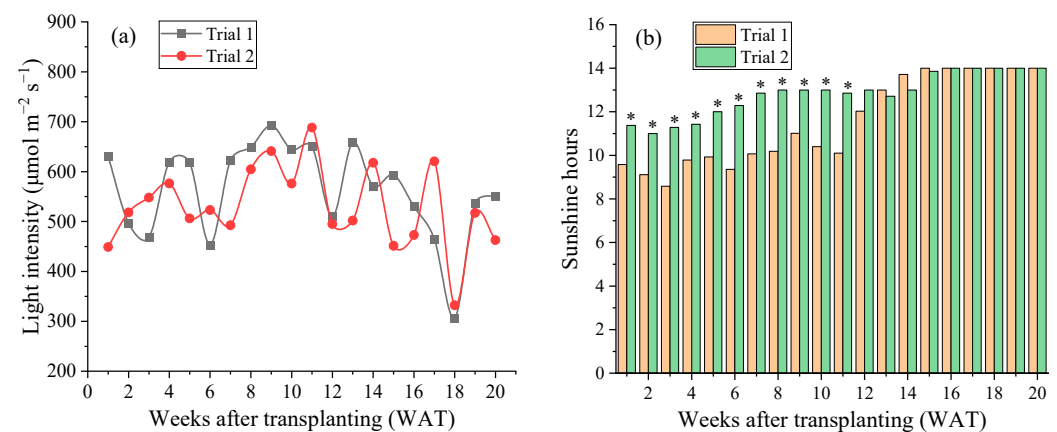 (a)
Trial 1
Trial 2
900
800
700
600
500
400
300
200
Light intensity (μmol m⁻² s⁻¹)
0 2 4 6 8 10 12 14 16 18 20
Weeks after transplanting (WAT)
(b)
Trial 1
Trial 2
16
14
12
10
8
6
4
2
0
Sunshine hours
* * * * * * * * * * *
2 4 6 8 10 12 14 16 18 20
Weeks after transplanting (WAT)